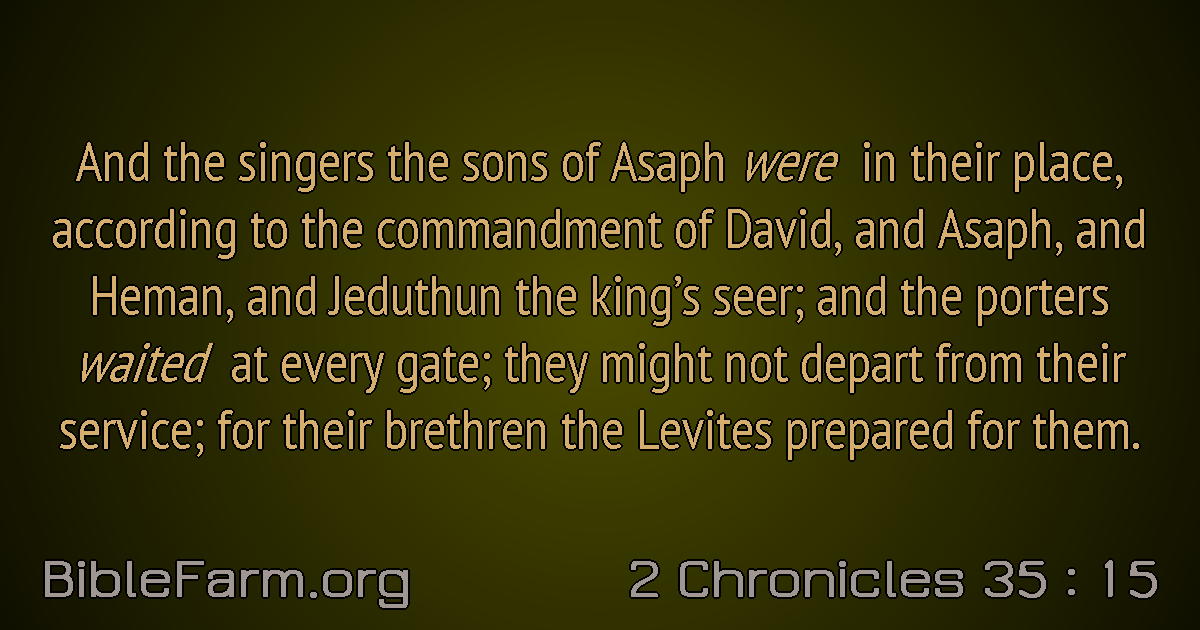 And the singers the sons of Asaph were in their place,
according to the commandment of David, and Asaph, and
Heman, and Jeduthun the king’s seer; and the porters
waited at every gate; they might not depart from their
service; for their brethren the Levites prepared for them.
BibleFarm.org
2 Chronicles 35 : 15